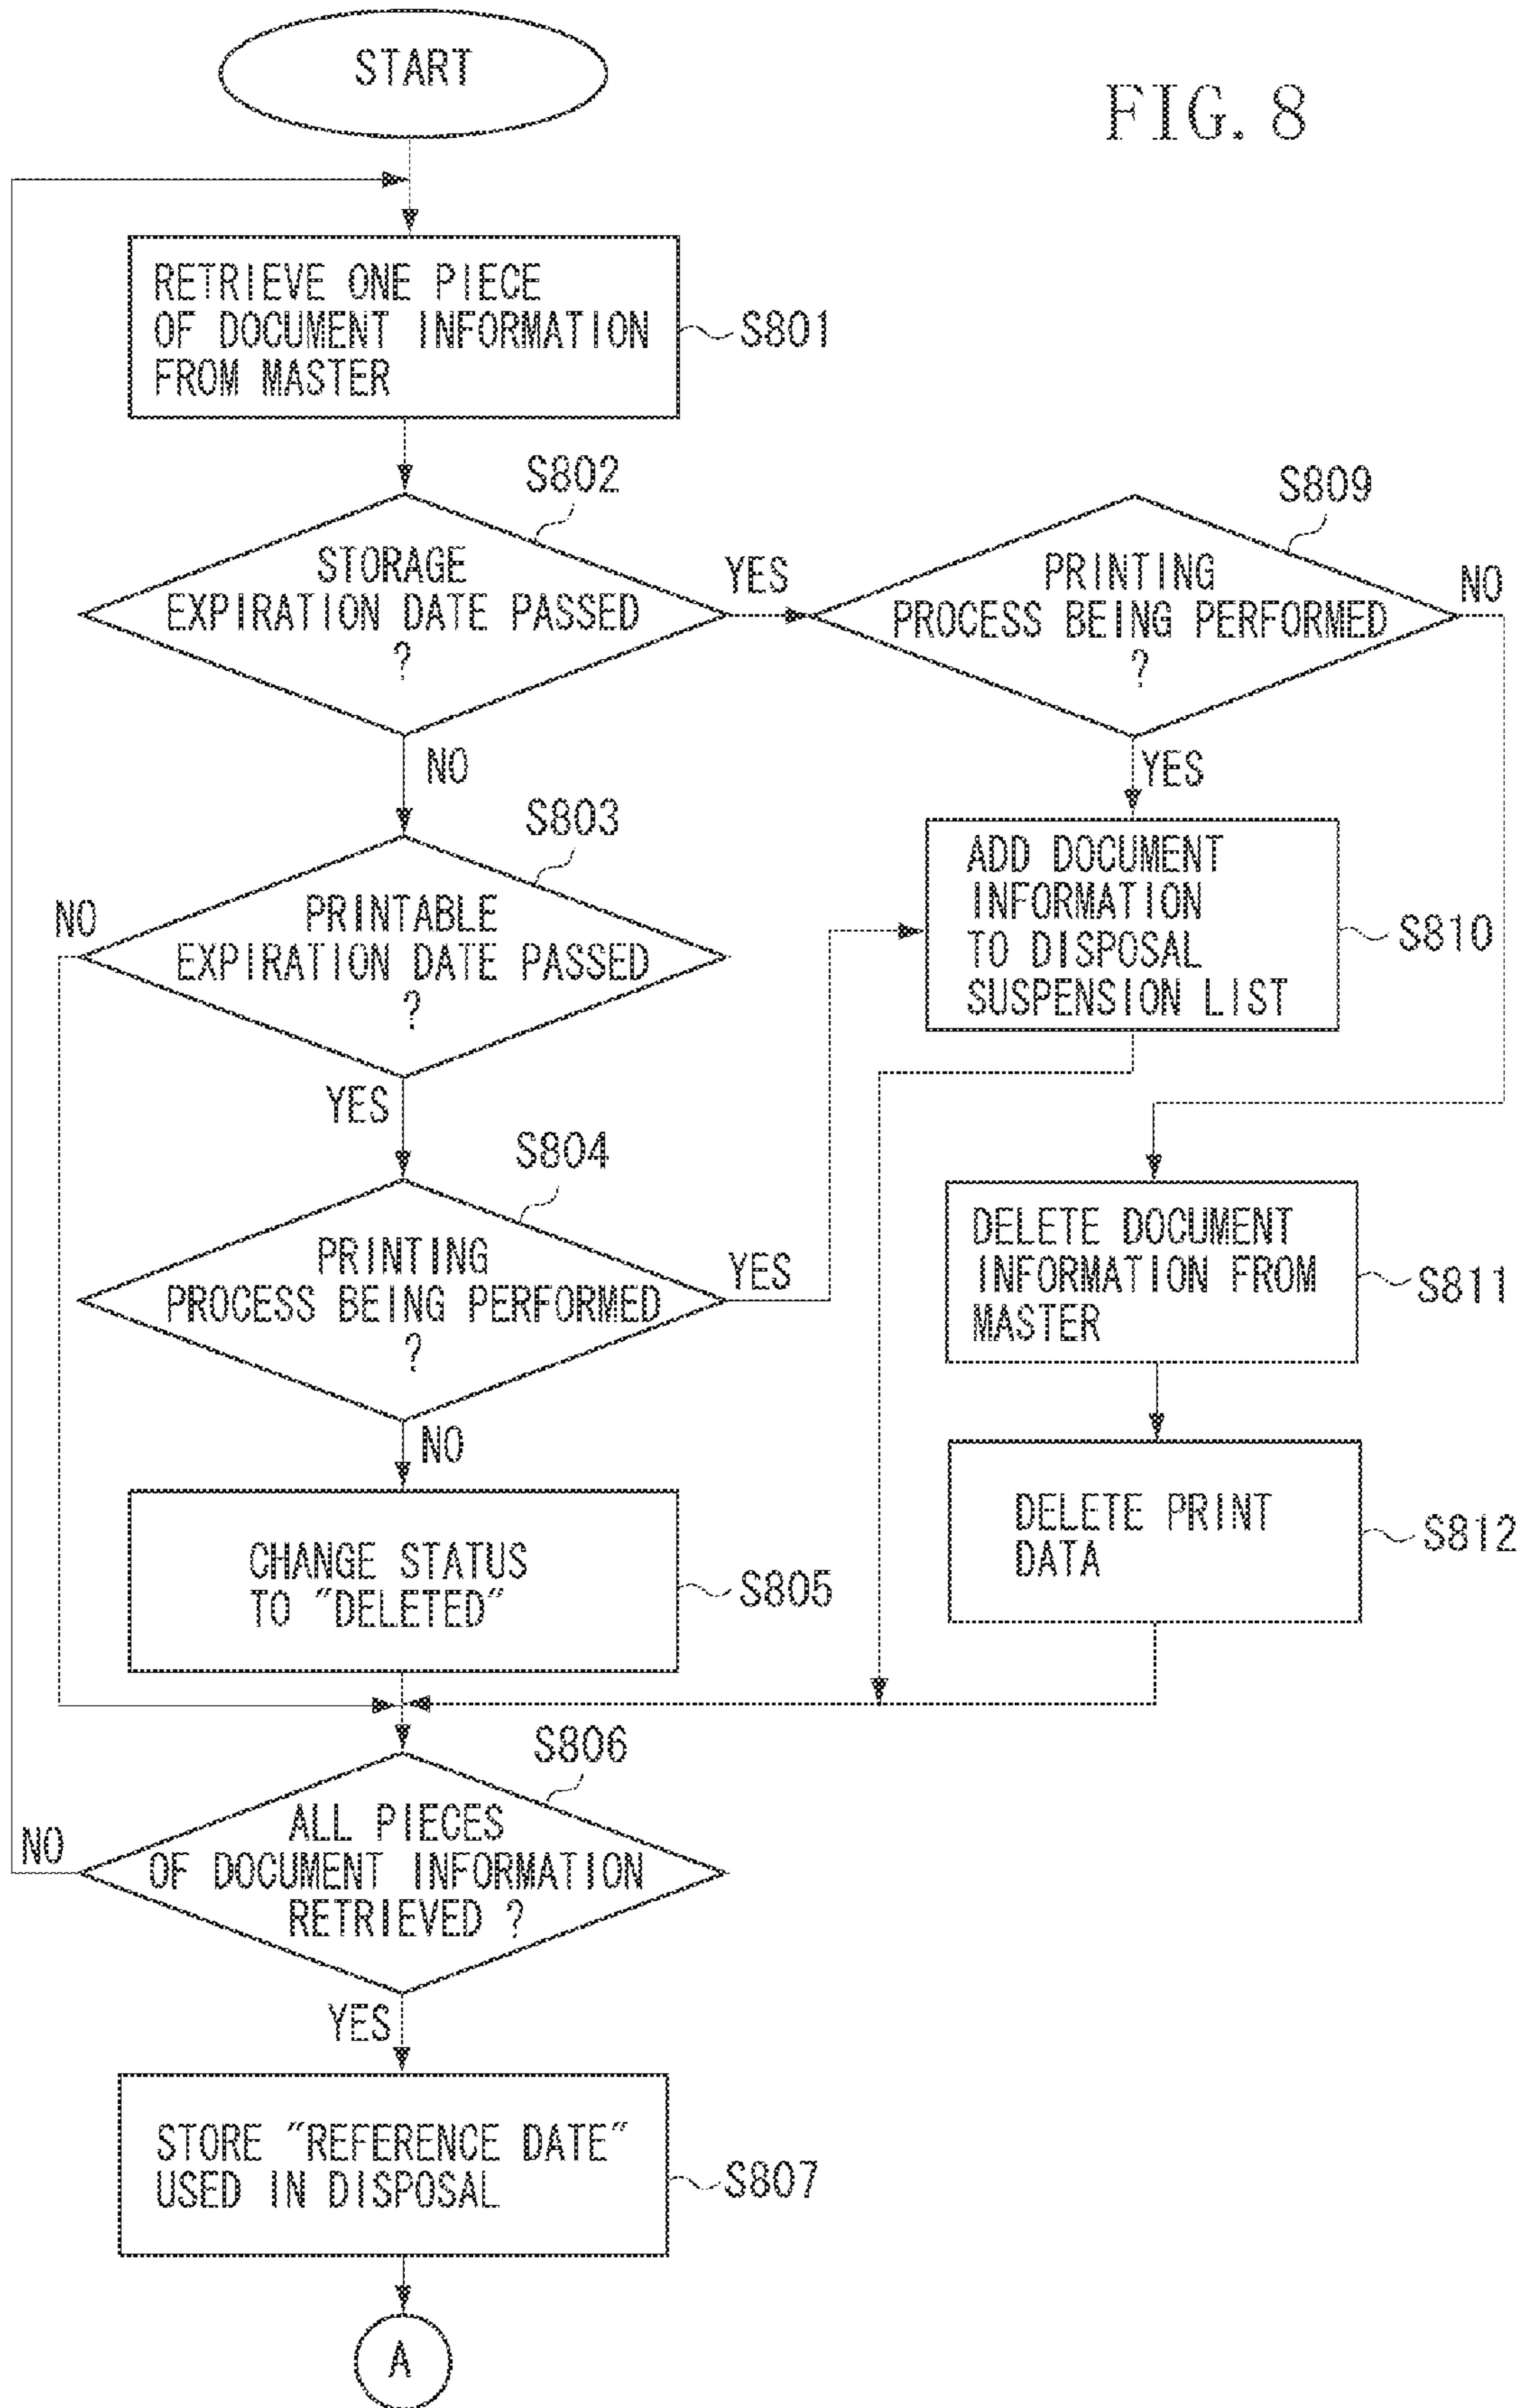 START
FIG. 8
RETRIEVE ONE PIECE
OF DOCUMENT INFORMATION
FROM MASTER
S801
S802
STORAGE
EXPIRATION DATE PASSED
?
YES
NO
S809
PRINTING
PROCESS BEING PERFORMED
?
NO
YES
S803
PRINTABLE
EXPIRATION DATE PASSED
?
NO
YES
ADD DOCUMENT
INFORMATION
TO DISPOSAL
SUSPENSION LIST
S810
S804
PRINTING
PROCESS BEING PERFORMED
?
YES
NO
DELETE DOCUMENT
INFORMATION FROM
MASTER
S811
CHANGE STATUS
TO "DELETED"
S805
DELETE PRINT
DATA
S812
S806
ALL PIECES
OF DOCUMENT INFORMATION
RETRIEVED ?
NO
YES
STORE "REFERENCE DATE"
USED IN DISPOSAL
S807
A